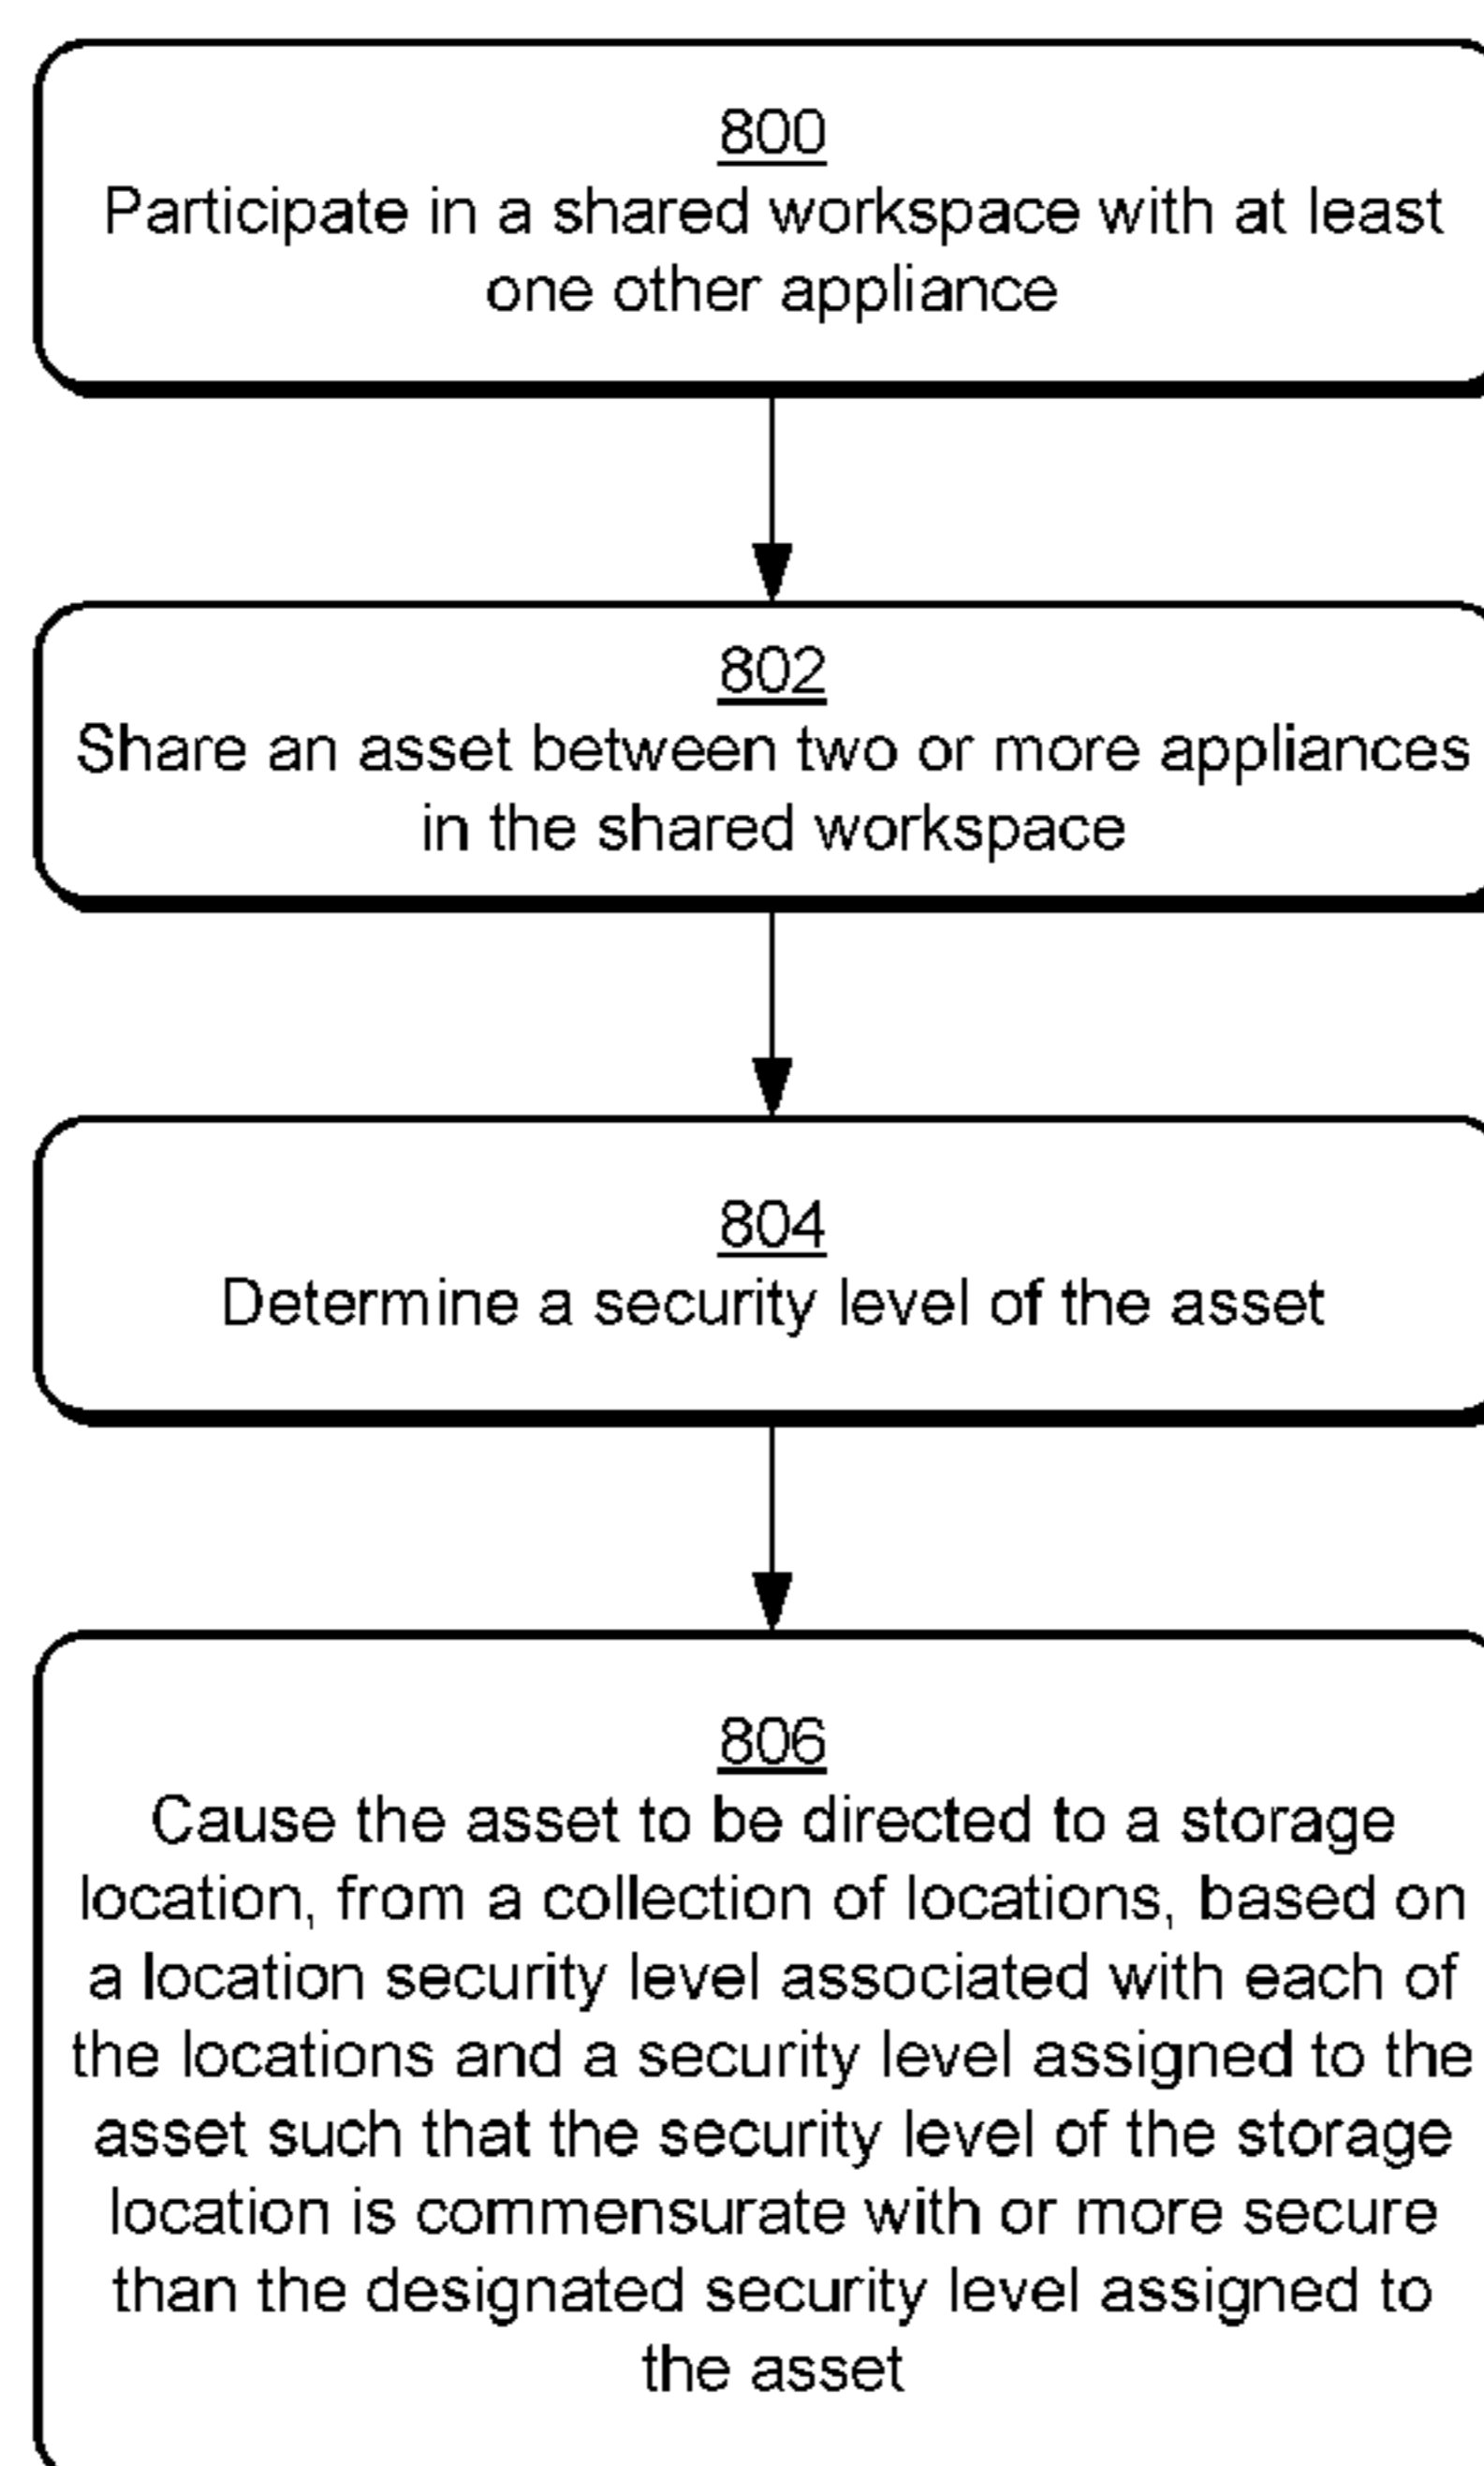 800
Participate in a shared workspace with at least
one other appliance
802
Share an asset between two or more appliances
in the shared workspace
804
Determine a security level of the asset
806
Cause the asset to be directed to a storage
location, from a collection of locations, based on
a location security level associated with each of
the locations and a security level assigned to the
asset such that the security level of the storage
location is commensurate with or more secure
than the designated security level assigned to
the asset